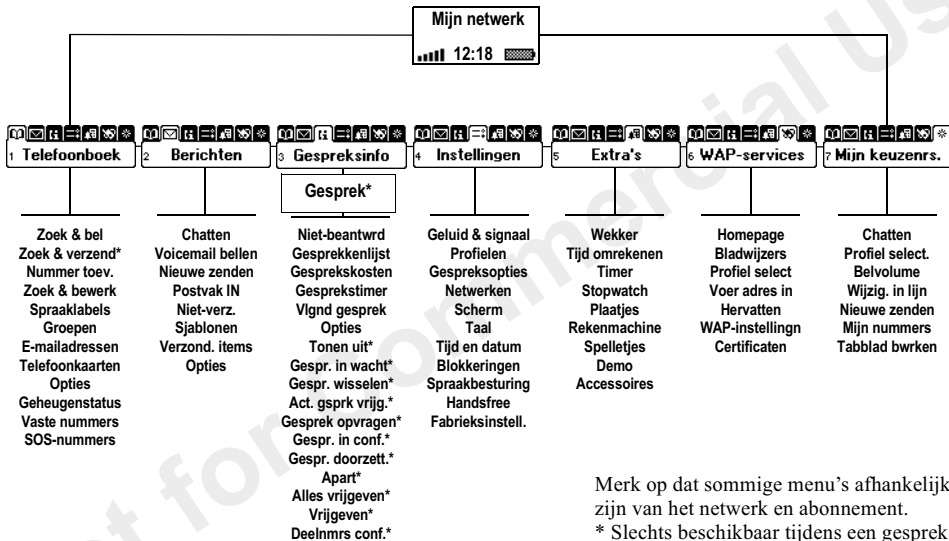 Mijn netwerk
12:18
1 Telefoonboek
2 Berichten
3 Gespreksinfo
4 Instellingen
5 Extra's
6 WAP-services
7 Mijn keuzenrs.
Gesprek*
Zoek & bel
Zoek & verzend*
Nummer toev.
Zoek & bewerk
Spraaklabels
Groepen
E-mailadressen
Telefoonkaarten
Opties
Geheugenstatus
Vaste nummers
SOS-nummers
Chatten
Voicemail bellen
Nieuwe zenden
Postvak IN
Niet-verz.
Sjablonen
Verzond. items
Opties
Niet-beantwrd
Gesprekkenlijst
Gesprekskosten
Gesprekstimer
Vlgnd gesprek
Opties
Tonen uit*
Gespr. in wacht*
Gespr. wisselen*
Act. gsprk vrijg.*
Gesprek opvragen*
Gespr. in conf.*
Gespr. doorzett.*
Apart*
Alles vrijgeven*
Vrijgeven*
Deelnmrs conf.*
Geluid & signaal
Profielen
Gespreksopties
Netwerken
Scherm
Taal
Tijd en datum
Blokkeringen
Spraakbesturing
Handsfree
Fabrieksinstell.
Wekker
Tijd omrekenen
Timer
Stopwatch
Plaatjes
Rekenmachine
Spelletjes
Demo
Accessoires
Homepage
Bladwijzers
Profiel select
Voer adres in
Hervatten
WAP-instellingn
Certificaten
Chatten
Profiel select.
Belvolume
Wijzig. in lijn
Nieuwe zenden
Mijn nummers
Tabblad bwrken
Merk op dat sommige menu's afhankelijk
zijn van het netwerk en abonnement.
* Slechts beschikbaar tijdens een gesprek
for Commercial Us